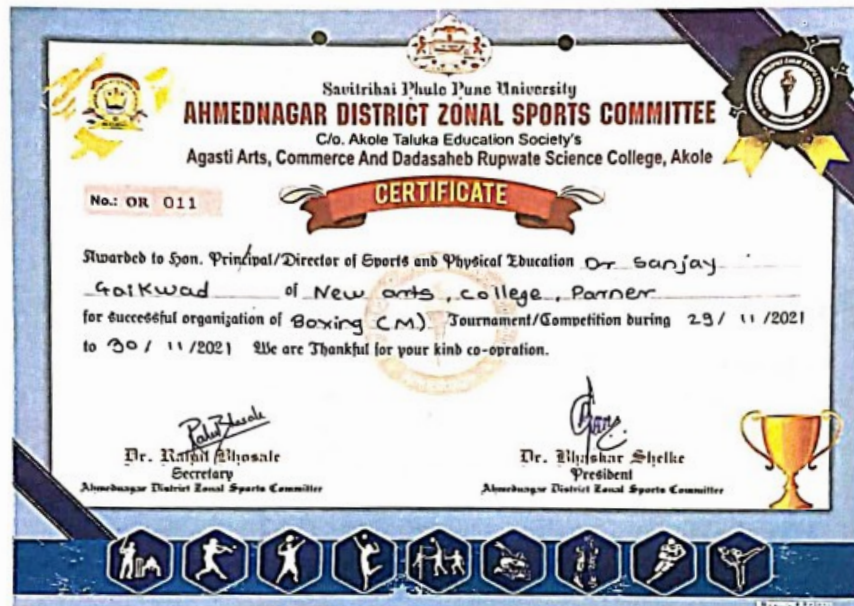 Savitribai Phule Pune University
AHMEDNAGAR DISTRICT ZONAL SPORTS COMMITTEE
C/o. Akole Taluka Education Society's
Agasti Arts, Commerce And Dadasaheb Rupwate Science College, Akole
CERTIFICATE
No.: OR 011
Awarded to Hon. Principal/Director of Sports and Physical Education Dr Sanjay
Gaikwad of New arts, college, Parner
for successful organization of Boxing (M) Tournament/Competition during 29/11/2021
to 30/11/2021 We are Thankful for your kind co-opration.
Dr. Bhosale
Secretary
Ahmednagar District Zonal Sports Committee
Dr. Bhaskar Shelke
President
Ahmednagar District Zonal Sports Committee